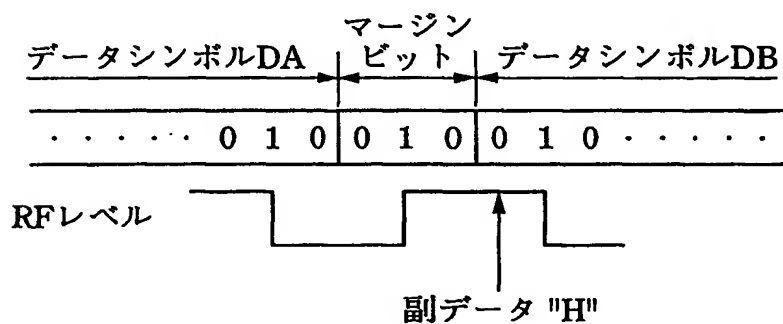 マージン
データシンボルDA ビット データシンボルDB
····· 0 1 0 0 1 0 0 1 0 ·····
RFレベル
副データ "H"